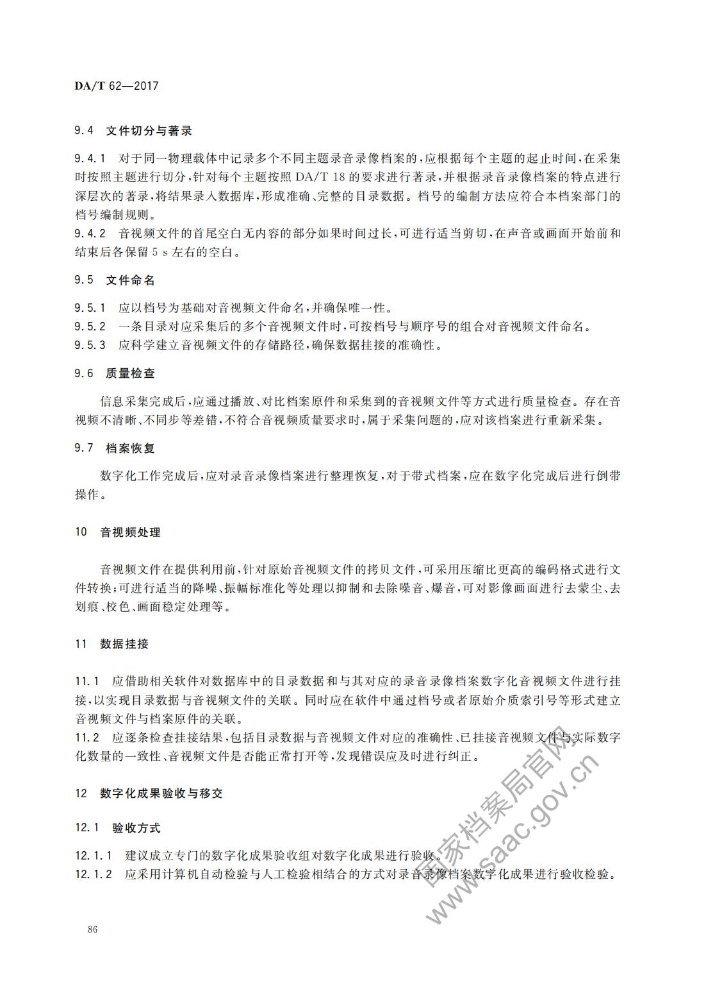 DA/T 62—2017
9.4 文件切分与著录
9.4.1 对于同一物理载体中记录多个不同主题录音录像档案的,应根据每个主题的起止时间,在采集
时按照主题进行切分,针对每个主题按照 DA/T 18 的要求进行著录,并根据录音录像档案的特点进行
深层次的著录,将结果录入数据库,形成准确、完整的目录数据。档号的编制方法应符合本档案部门的
档号编制规则。
9.4.2 音视频文件的首尾空白无内容的部分如果时间过长,可进行适当剪切,在声音或画面开始前和
结束后各保留 5 s 左右的空白。
9.5 文件命名
9.5.1 应以档号为基础对音视频文件命名,并确保唯一性。
9.5.2 一条目录对应采集后的多个音视频文件时,可按档号与顺序号的组合对音视频文件命名。
9.5.3 应科学建立音视频文件的存储路径,确保数据挂接的准确性。
9.6 质量检查
信息采集完成后,应通过播放、对比档案原件和采集到的音视频文件等方式进行质量检查。存在音
视频不清晰、不同步等差错,不符合音视频质量要求时,属于采集问题的,应对该档案进行重新采集。
9.7 档案恢复
数字化工作完成后,应对录音录像档案进行整理恢复,对于带式档案,应在数字化完成后进行倒带
操作。
10 音视频处理
音视频文件在提供利用前,针对原始音视频文件的拷贝文件,可采用压缩比更高的编码格式进行文
件转换;可进行适当的降噪、振幅标准化等处理以抑制和去除噪音、爆音,可对影像画面进行去蒙尘、去
划痕、校色、画面稳定处理等。
11 数据挂接
11.1 应借助相关软件对数据库中的目录数据和与其对应的录音录像档案数字化音视频文件进行挂
接,以实现目录数据与音视频文件的关联。同时应在软件中通过档号或者原始介质索引号等形式建立
音视频文件与档案原件的关联。
11.2 应逐条检查挂接结果,包括目录数据与音视频文件对应的准确性、已挂接音视频文件与实际数字
化数量的一致性、音视频文件是否能正常打开等,发现错误应及时进行纠正。
12 数字化成果验收与移交
12.1 验收方式
12.1.1 建议成立专门的数字化成果验收组对数字化成果进行验收。
12.1.2 应采用计算机自动检验与人工检验相结合的方式对录音录像档案数字化成果进行验收检验。
国家档案局官网
www.saac.gov.cn
86